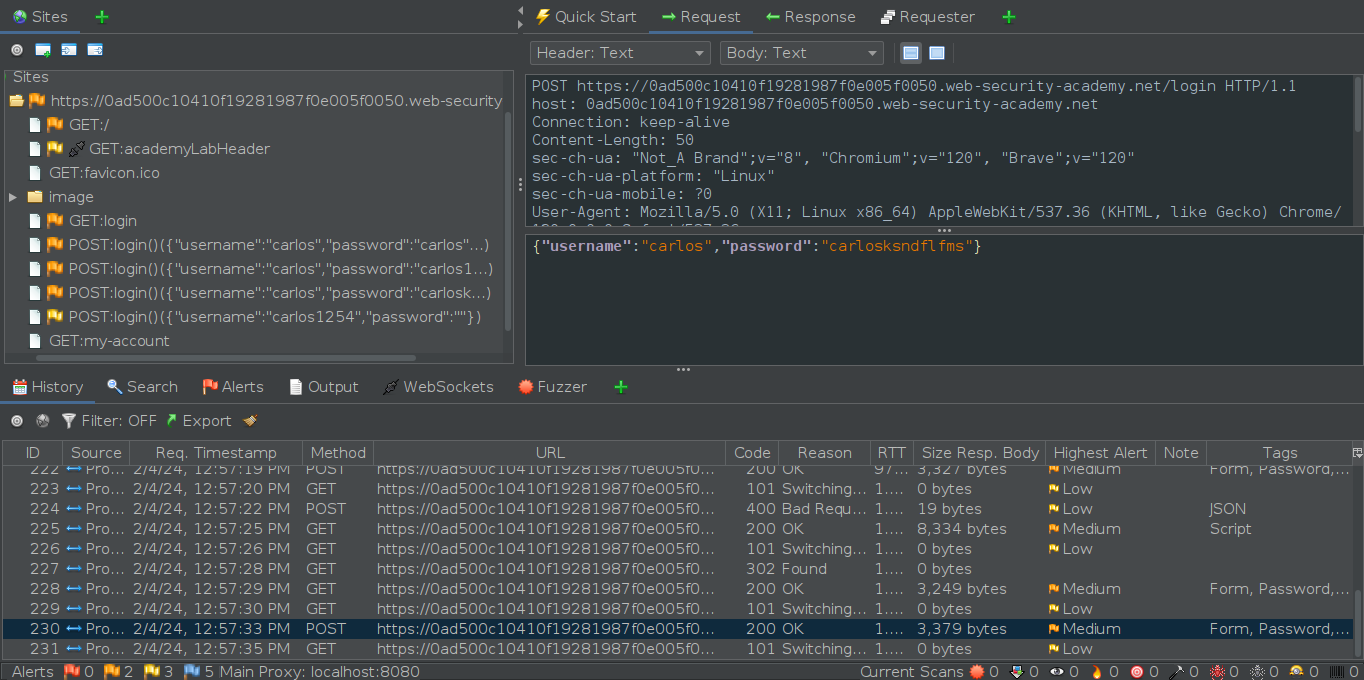 Sites
Quick Start
Request
Response
Requester
Header: Text
Body: Text
Sites
https://0ad500c10410f19281987f0e005f0050.web-security
GET:/
GET:academyLabHeader
GET:favicon.ico
image
GET:login
POST:login()({"username":"carlos","password":"carlos"...)
POST:login()({"username":"carlos","password":"carlos1...)
POST:login()({"username":"carlos","password":"carlosk...)
POST:login()({"username":"carlos1254","password":""})
GET:my-account
POST https://0ad500c10410f19281987f0e005f0050.web-security-academy.net/login HTTP/1.1
host: 0ad500c10410f19281987f0e005f0050.web-security-academy.net
Connection: keep-alive
Content-Length: 50
sec-ch-ua: "Not_A Brand";v="8", "Chromium";v="120", "Brave";v="120"
sec-ch-ua-platform: "Linux"
sec-ch-ua-mobile: ?0
User-Agent: Mozilla/5.0 (X11; Linux x86_64) AppleWebKit/537.36 (KHTML, like Gecko) Chrome/
{"username":"carlos","password":"carlosksndflfms"}
History Search Alerts Output WebSockets Fuzzer
Filter: OFF Export
ID Source Req. Timestamp Method URL Code Reason RTT Size Resp. Body Highest Alert Note Tags
222 Pro... 2/4/24, 12:57:19 PM POST https://0ad500c10410f19281987f0e005f0... 200 OK 97... 3,327 bytes Medium Form, Password,...
223 Pro... 2/4/24, 12:57:20 PM GET https://0ad500c10410f19281987f0e005f0... 101 Switching... 1.... 0 bytes Low
224 Pro... 2/4/24, 12:57:22 PM POST https://0ad500c10410f19281987f0e005f0... 400 Bad Requ... 1.... 19 bytes Low JSON
225 Pro... 2/4/24, 12:57:25 PM GET https://0ad500c10410f19281987f0e005f0... 200 OK 1.... 8,334 bytes Medium Script
226 Pro... 2/4/24, 12:57:26 PM GET https://0ad500c10410f19281987f0e005f0... 101 Switching... 1.... 0 bytes Low
227 Pro... 2/4/24, 12:57:28 PM GET https://0ad500c10410f19281987f0e005f0... 302 Found 1.... 0 bytes
228 Pro... 2/4/24, 12:57:29 PM GET https://0ad500c10410f19281987f0e005f0... 200 OK 1.... 3,249 bytes Medium Form, Password,...
229 Pro... 2/4/24, 12:57:30 PM GET https://0ad500c10410f19281987f0e005f0... 101 Switching... 1.... 0 bytes Low
230 Pro... 2/4/24, 12:57:33 PM POST https://0ad500c10410f19281987f0e005f0... 200 OK 1.... 3,379 bytes Medium Form, Password,...
231 Pro... 2/4/24, 12:57:35 PM GET https://0ad500c10410f19281987f0e005f0... 101 Switching... 1.... 0 bytes Low
Alerts 0 2 3 5 Main Proxy: localhost:8080 Current Scans 0 0 0 0 0 0 0 0 0 0